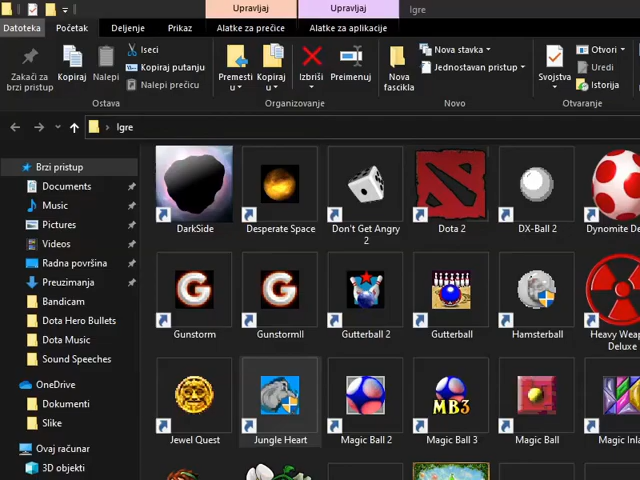 Upravljaj
Upravljaj
Igre
Datoteka
Početak
Dijeljenje
Prikaz
Alatke za prečice
Alatke za aplikacije
Zakači za
brzi pristup
Kopiraj
Nalepi
Iseci
Kopiraj putanju
Nalepi prečicu
Ostava
Premesti
u
Kopiraj
u
Izbriši
Preimenuj
Organizovanje
Nova
fascikla
Nova stavka
Jednostavan pristup
Novo
Svojstva
Otvori
Uredi
Istorija
Otvaranje
Igre
Brzi pristup
Documents
Music
Pictures
Videos
Radna površina
Preuzimanja
Bandicam
Dota Hero Bullets
Dota Music
Sound Speeches
OneDrive
Dokumenti
Slike
Ovaj računar
3D objekti
DarkSide
Desperate Space
Don't Get Angry
2
Dota 2
DX-Ball 2
Dynomite De
Gunstorm
GunstormII
Gutterball 2
Gutterball
Hamsterball
Heavy Weap
Deluxe
MB3
Jewel Quest
Jungle Heart
Magic Ball 2
Magic Ball 3
Magic Ball
Magic Inl